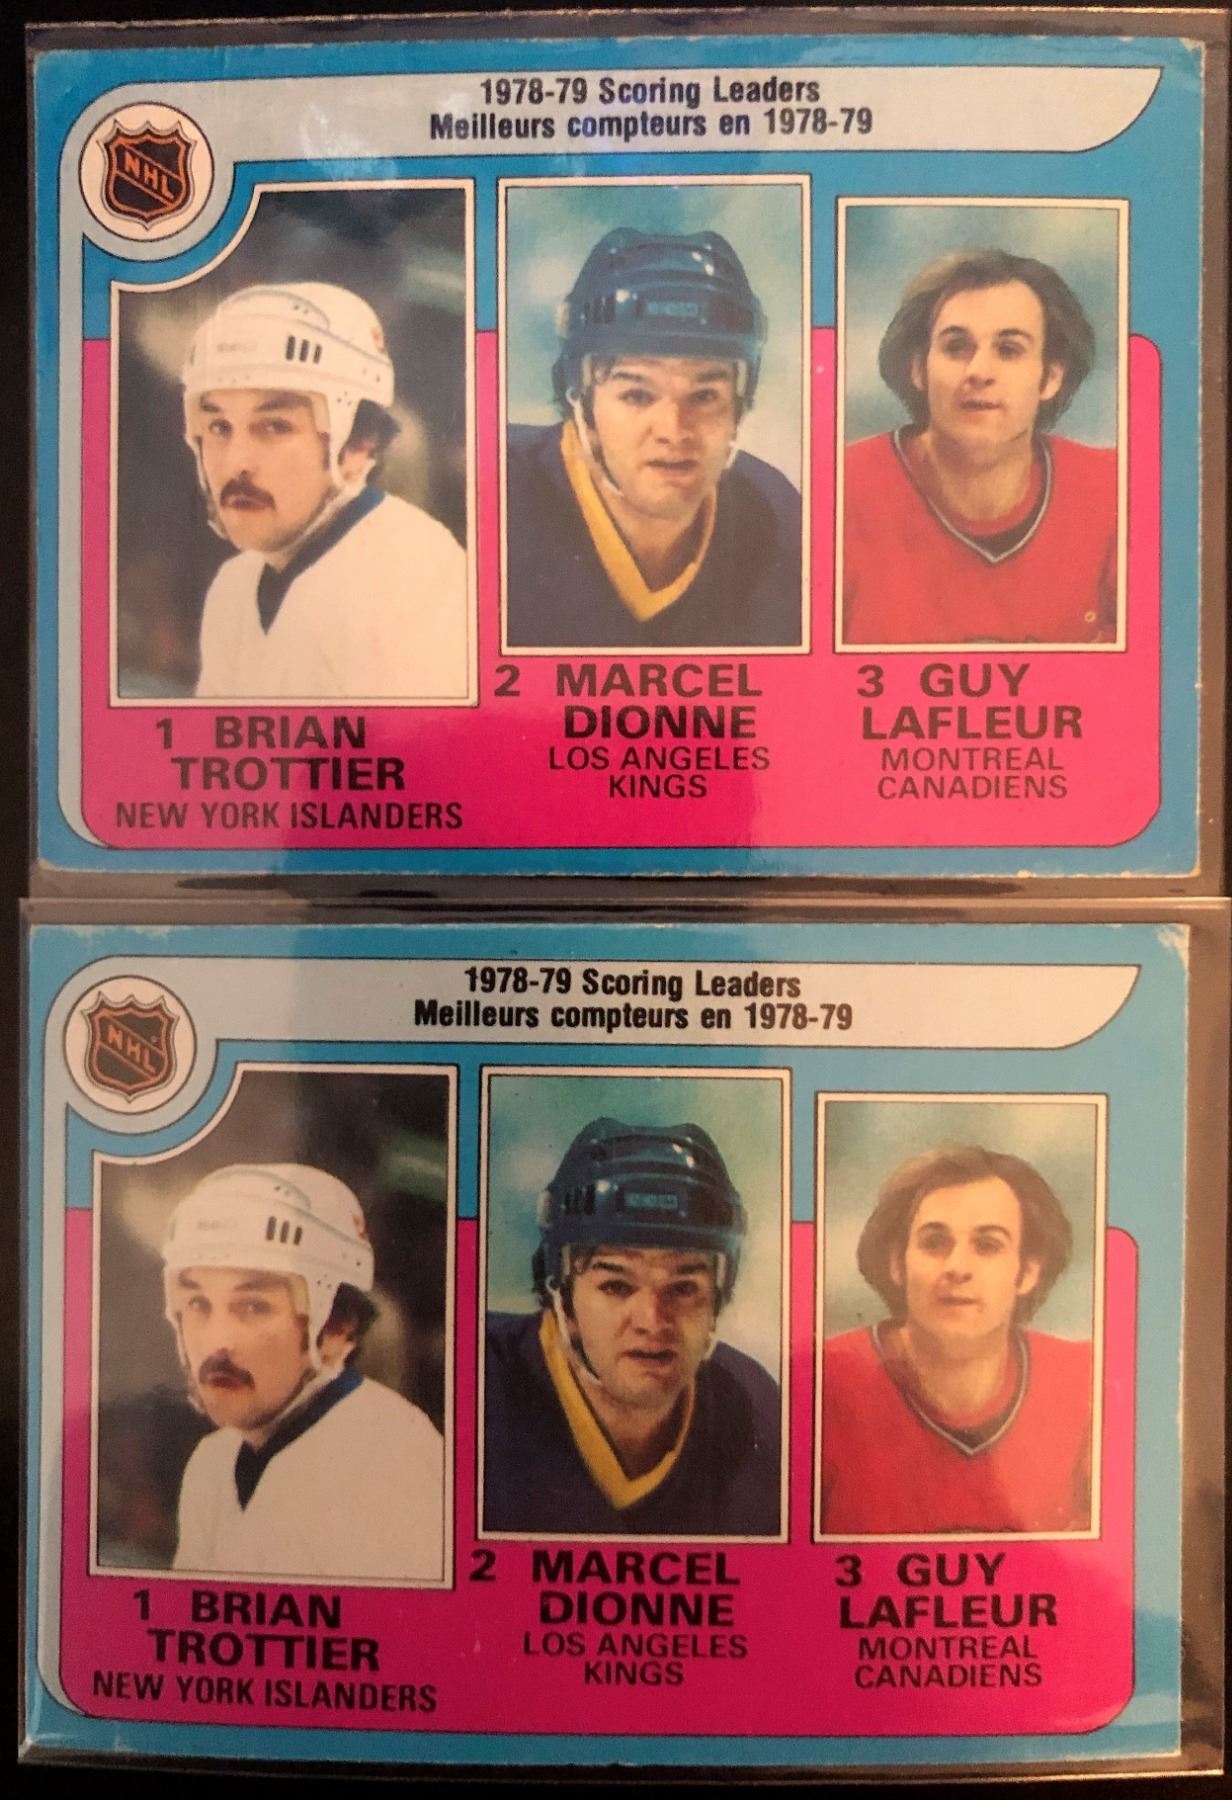 1978-79 Scoring Leaders
Meilleurs compteurs en 1978-79
NHL
1 BRIAN
TROTTIER
NEW YORK ISLANDERS
2 MARCEL
DIONNE
LOS ANGELES
KINGS
3 GUY
LAFLEUR
MONTREAL
CANADIENS
1978-79 Scoring Leaders
Meilleurs compteurs en 1978-79
NHL
1 BRIAN
TROTTIER
NEW YORK ISLANDERS
2 MARCEL
DIONNE
LOS ANGELES
KINGS
3 GUY
LAFLEUR
MONTREAL
CANADIENS